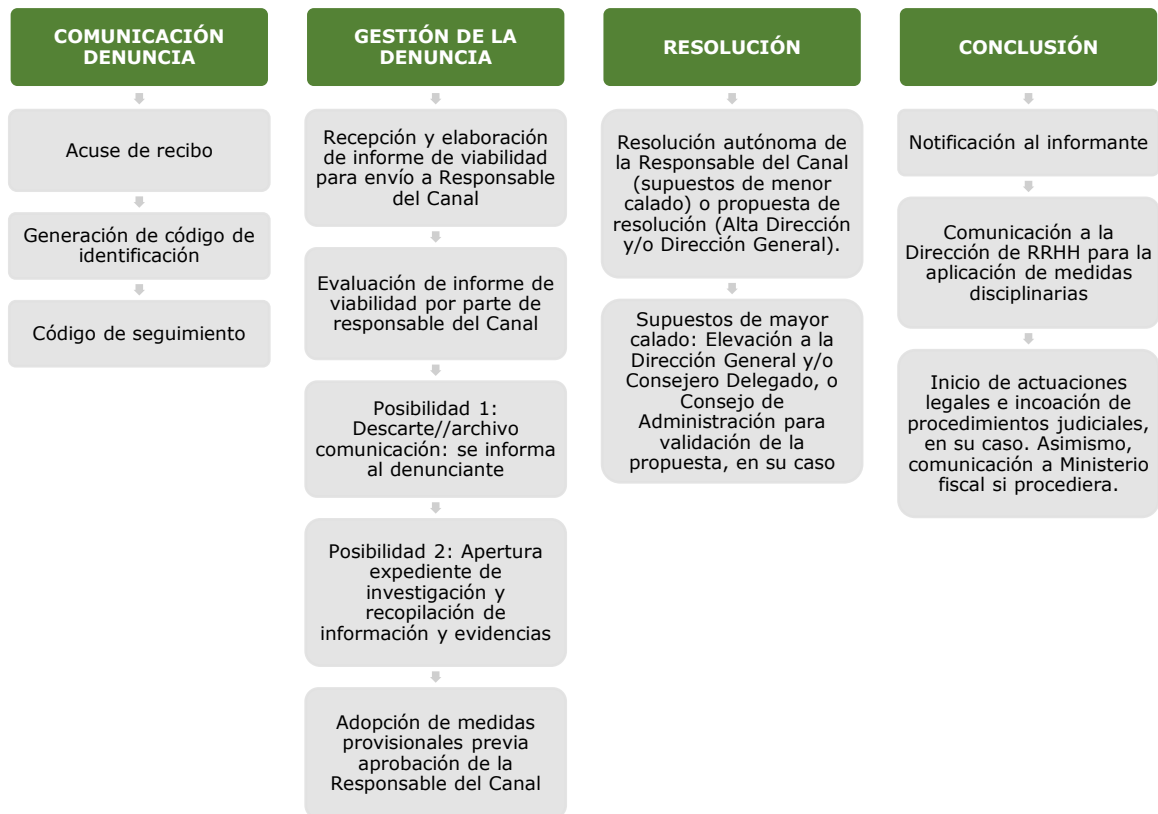 COMUNICACIÓN
DENUNCIA
Acuse de recibo
Generación de código de
identificación
Código de seguimiento
GESTIÓN DE LA
DENUNCIA
Recepción y elaboración
de informe de viabilidad
para envío a Responsable
del Canal
Evaluación de informe de
viabilidad por parte de
responsable del Canal
Posibilidad 1:
Descarte//archivo
comunicación: se informa
al denunciante
Posibilidad 2: Apertura
expediente de
investigación y
recopilación de
información y evidencias
Adopción de medidas
provisionales previa
aprobación de la
Responsable del Canal
RESOLUCIÓN
Resolución autónoma de
la Responsable del Canal
(supuestos de menor
calado) o propuesta de
resolución (Alta Dirección
y/o Dirección General).
Supuestos de mayor
calado: Elevación a la
Dirección General y/o
Consejero Delegado, o
Consejo de
Administración para
validación de la
propuesta, en su caso
CONCLUSIÓN
Notificación al informante
Comunicación a la
Dirección de RRHH para la
aplicación de medidas
disciplinarias
Inicio de actuaciones
legales e incoación de
procedimientos judiciales,
en su caso. Asimismo,
comunicación a Ministerio
fiscal si procediera.